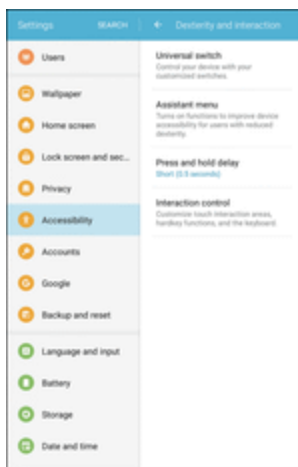 Settings
SEARCH
Users
Wallpaper
Home screen
Lock screen and sec...
Privacy
Accessibility
Accounts
Google
Backup and reset
Language and input
Battery
Storage
Date and time
Dexterity and interaction
Universal switch
Control your device with your
customized switches.
Assistant menu
Turns on functions to improve device
accessibility for users with reduced
dexterity.
Press and hold delay
Short (0.5 seconds)
Interaction control
Customize touch interaction areas,
hardkey functions, and the keyboard.